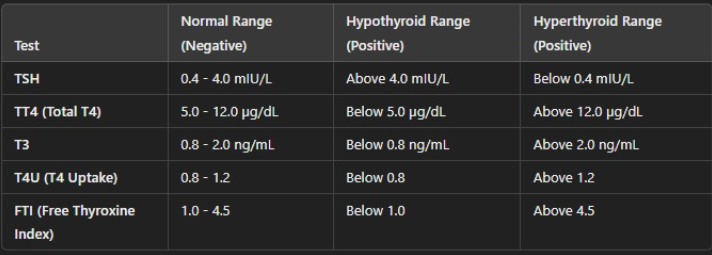 Test Normal Range (Negative) Hypothyroid Range (Positive) Hyperthyroid Range (Positive)
TSH 0.4 - 4.0 mIU/L Above 4.0 mIU/L Below 0.4 mIU/L
TT4 (Total T4) 5.0 - 12.0 µg/dL Below 5.0 µg/dL Above 12.0 µg/dL
T3 0.8 - 2.0 ng/mL Below 0.8 ng/mL Above 2.0 ng/mL
T4U (T4 Uptake) 0.8 - 1.2 Below 0.8 Above 1.2
FTI (Free Thyroxine Index) 1.0 - 4.5 Below 1.0 Above 4.5